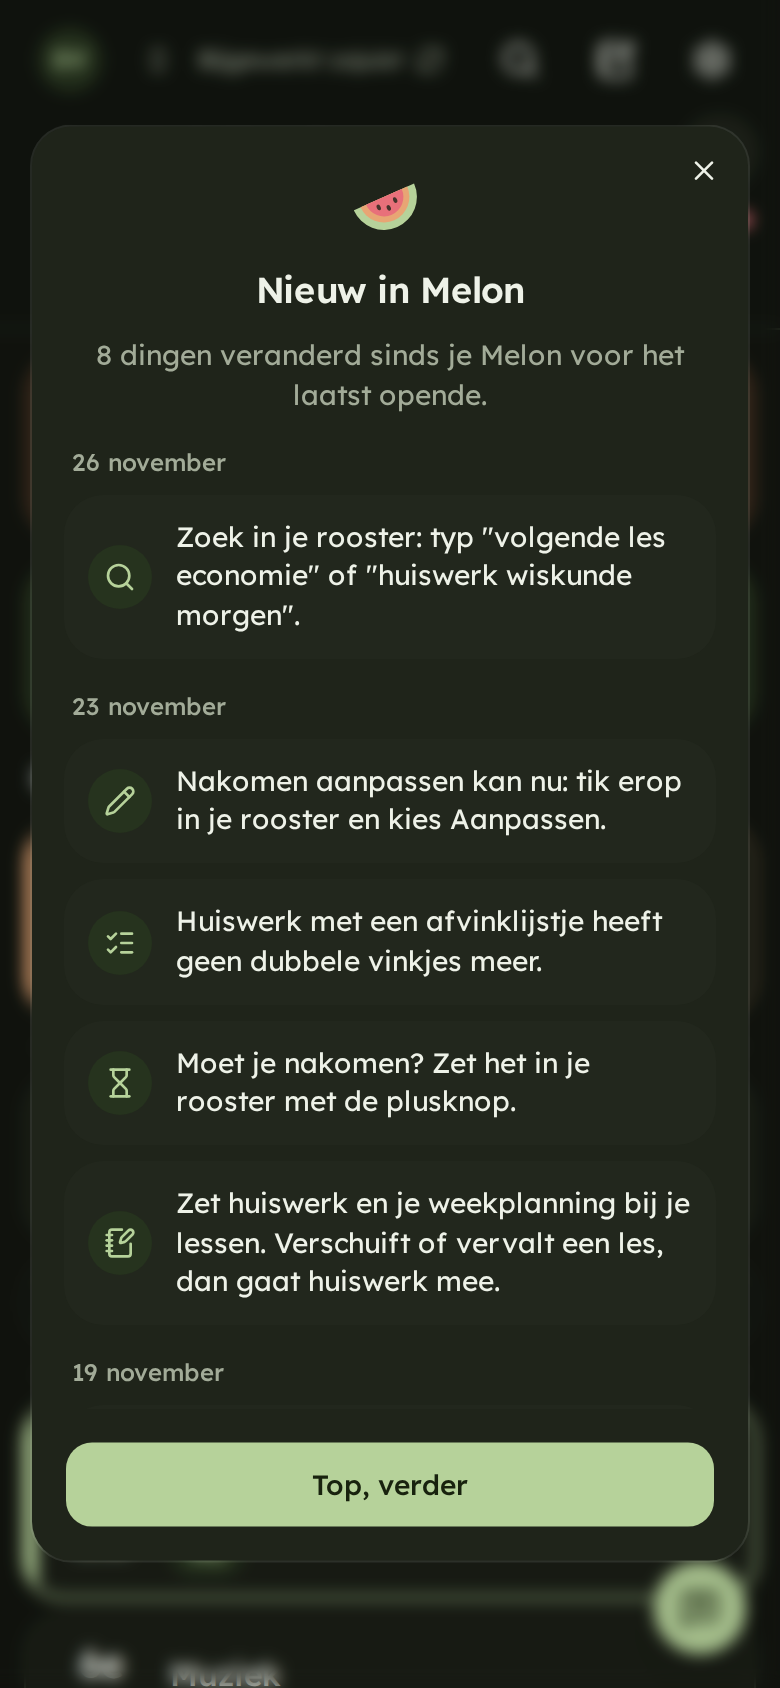 Nieuw in Melon
8 dingen veranderd sinds je Melon voor het
laatst opende.
26 november
Zoek in je rooster: typ "volgende les
economie" of "huiswerk wiskunde
morgen".
23 november
Nakomen aanpassen kan nu: tik erop
in je rooster en kies Aanpassen.
Huiswerk met een afvinklijstje heeft
geen dubbele vinkjes meer.
Moet je nakomen? Zet het in je
rooster met de plusknop.
Zet huiswerk en je weekplanning bij je
lessen. Verschuift of vervalt een les,
dan gaat huiswerk mee.
19 november
Top, verder
Muziek